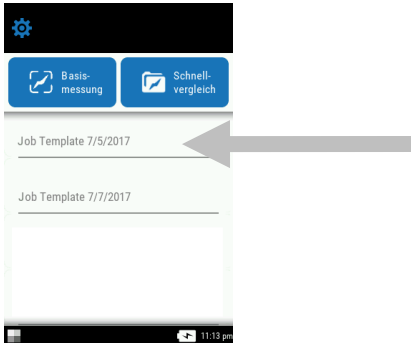 Basis-
messung
Schnell-
vergleich
Job Template 7/5/2017
Job Template 7/7/2017
11:13 pm